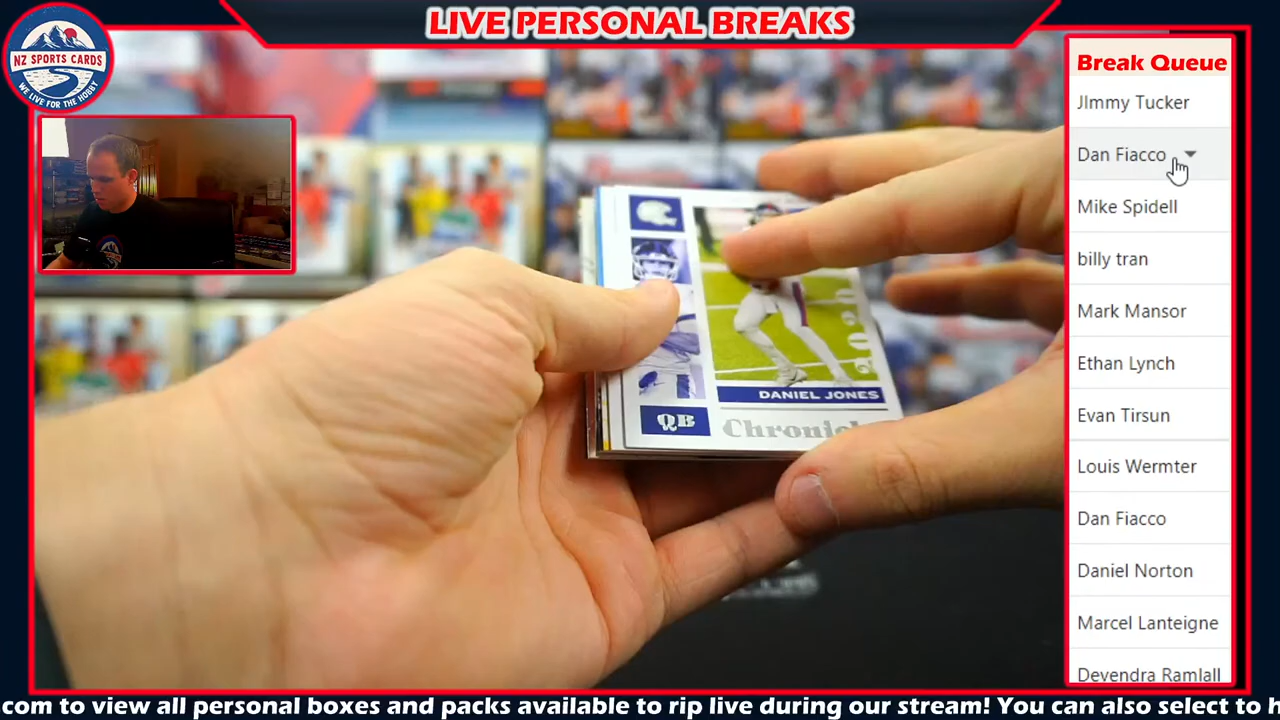 LIVE PERSONAL BREAKS
NZ SPORTS CARDS
WE LIVE FOR THE HOBBY
Break Queue
JImmy Tucker
Dan Fiacco
Mike Spidell
billy tran
Mark Mansor
Ethan Lynch
Evan Tirsun
Louis Wermter
Dan Fiacco
Daniel Norton
Marcel Lanteigne
Devendra Ramlall
2020
DANIEL JONES
QB
Chronicl
com to view all personal boxes and packs available to rip live during our stream! You can also select to h